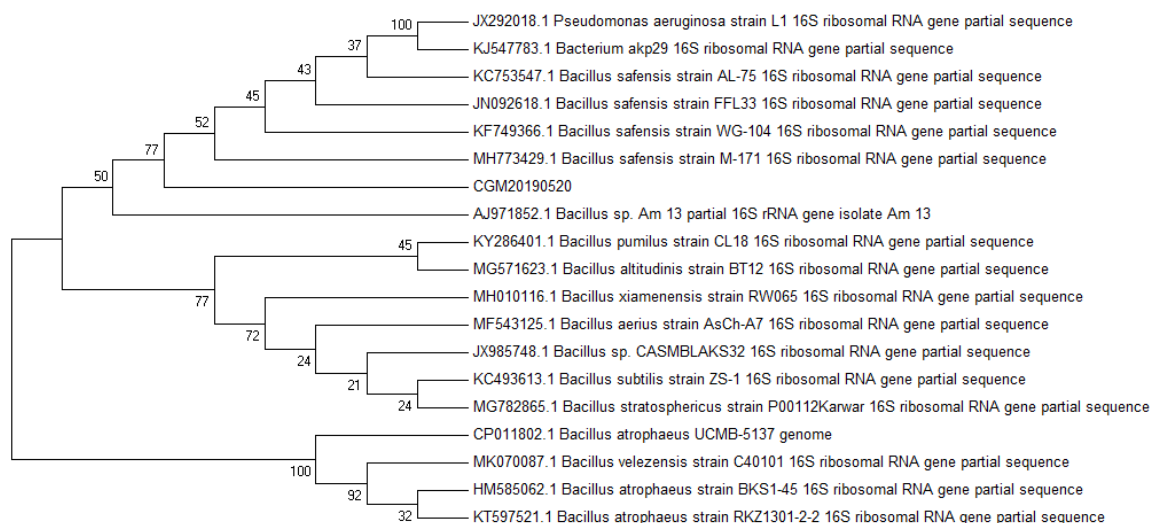 JX292018.1 Pseudomonas aeruginosa strain L1 16S ribosomal RNA gene partial sequence
100
KJ547783.1 Bacterium akp29 16S ribosomal RNA gene partial sequence
37
KC753547.1 Bacillus safensis strain AL-75 16S ribosomal RNA gene partial sequence
43
JN092618.1 Bacillus safensis strain FFL33 16S ribosomal RNA gene partial sequence
45
KF749366.1 Bacillus safensis strain WG-104 16S ribosomal RNA gene partial sequence
52
MH773429.1 Bacillus safensis strain M-171 16S ribosomal RNA gene partial sequence
77
CGM20190520
50
AJ971852.1 Bacillus sp. Am 13 partial 16S rRNA gene isolate Am 13
KY286401.1 Bacillus pumilus strain CL18 16S ribosomal RNA gene partial sequence
45
MG571623.1 Bacillus altitudinis strain BT12 16S ribosomal RNA gene partial sequence
77
MH010116.1 Bacillus xiamenensis strain RW065 16S ribosomal RNA gene partial sequence
72
MF543125.1 Bacillus aerius strain AsCh-A7 16S ribosomal RNA gene partial sequence
24
JX985748.1 Bacillus sp. CASMBLAKS32 16S ribosomal RNA gene partial sequence
21
KC493613.1 Bacillus subtilis strain ZS-1 16S ribosomal RNA gene partial sequence
24
MG782865.1 Bacillus stratosphericus strain P00112Karwar 16S ribosomal RNA gene partial sequence
CP011802.1 Bacillus atrophaeus UCMB-5137 genome
100
MK070087.1 Bacillus velezensis strain C40101 16S ribosomal RNA gene partial sequence
92
HM585062.1 Bacillus atrophaeus strain BKS1-45 16S ribosomal RNA gene partial sequence
32
KT597521.1 Bacillus atrophaeus strain RKZ1301-2-2 16S ribosomal RNA gene partial sequence